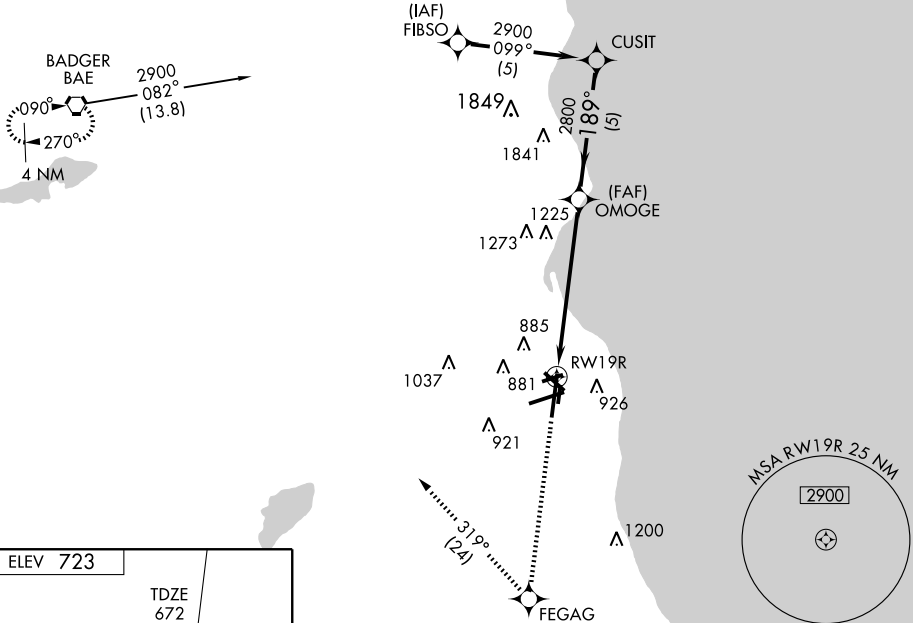 (IAF)
FIBSO
2900
099°
(5)
CUSIT
BADGER
BAE
2900
082°
(13.8)
090°
270°
4 NM
1849
1841
2800
189°
(5)
(FAF)
OMOGE
1225
1273
885
RW19R
1037
881
926
921
MSA RW19R 25 NM
2900
319°
(24)
1200
FEGAG
ELEV 723
TDZE
672